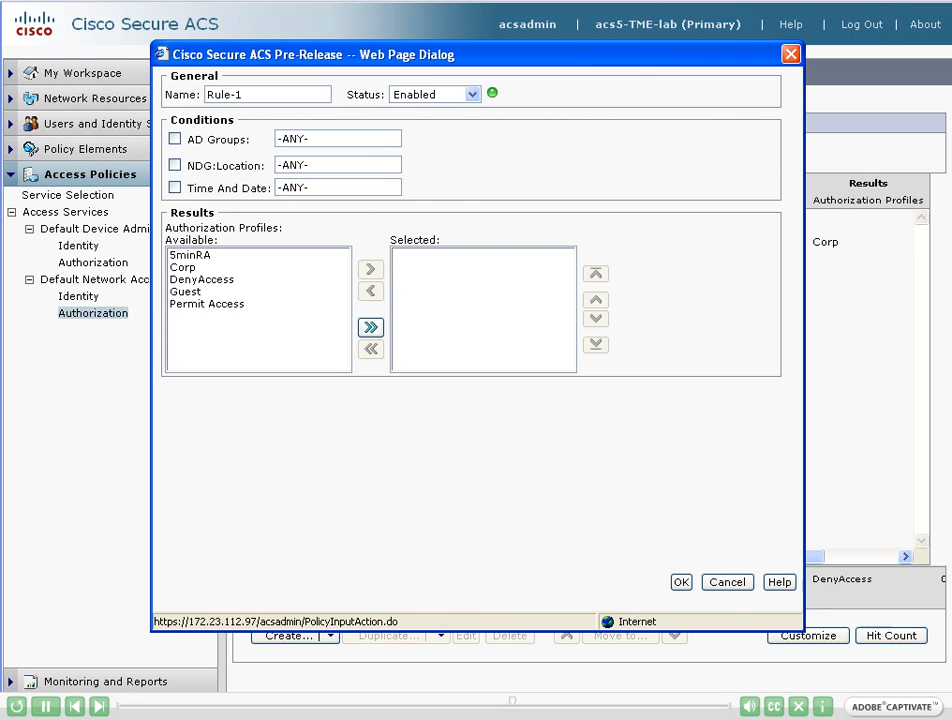 cisco
Cisco Secure ACS
acsadmin
acs5-TME-lab (Primary)
Help
Log Out
About
Cisco Secure ACS Pre-Release -- Web Page Dialog
My Workspace
Network Resources
Users and Identity S
Policy Elements
Access Policies
Service Selection
Access Services
Default Device Admi
Identity
Authorization
Default Network Acc
Identity
Authorization
Monitoring and Reports
General
Name: Rule-1
Status: Enabled
Conditions
AD Groups: -ANY-
NDG:Location: -ANY-
Time And Date: -ANY-
Results
Authorization Profiles:
Available: Selected:
5minRA
Corp
DenyAccess
Guest
Permit Access
OK Cancel Help
https://172.23.112.97/acsadmin/PolicyInputAction.do
Internet
Results
Authorization Profiles
Corp
DenyAccess
Create... Duplicate... Edit Delete Move to... Customize Hit Count
CC
ADOBE CAPTIVATE™